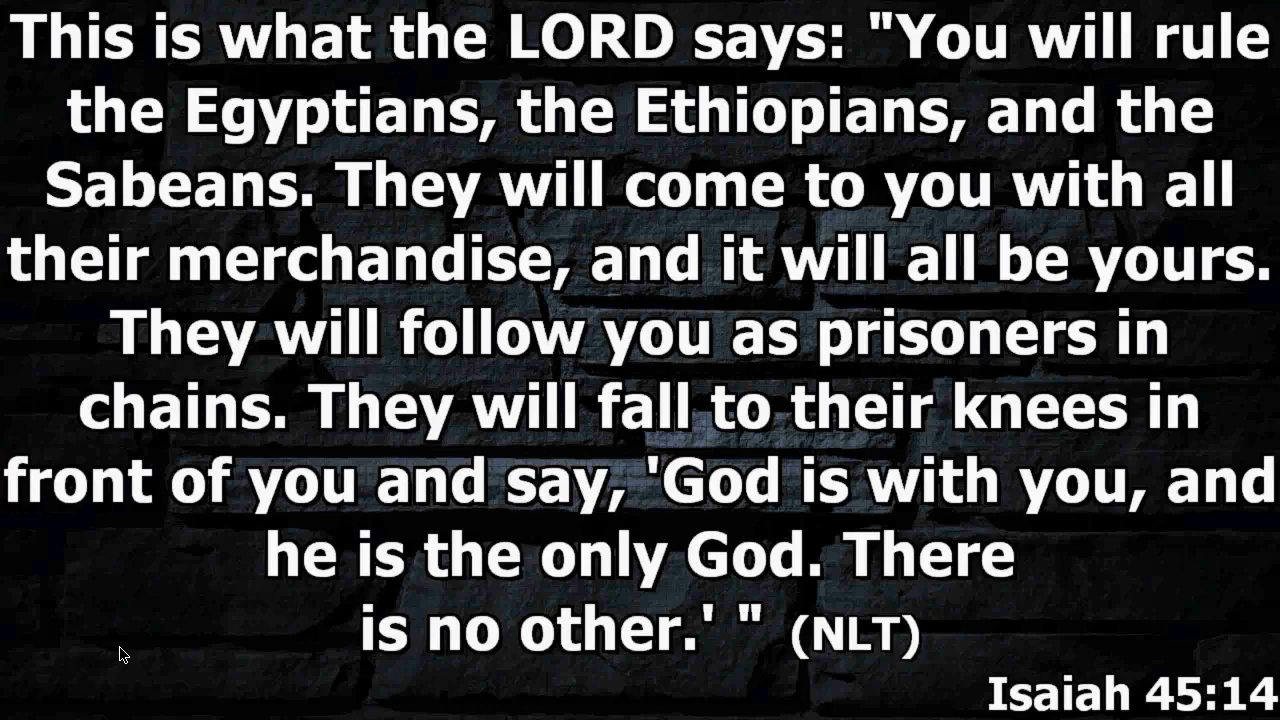 This is what the LORD says: "You will rule
the Egyptians, the Ethiopians, and the
Sabeans. They will come to you with all
their merchandise, and it will all be yours.
They will follow you as prisoners in
chains. They will fall to their knees in
front of you and say, 'God is with you, and
he is the only God. There
is no other.' " (NLT)
Isaiah 45:14